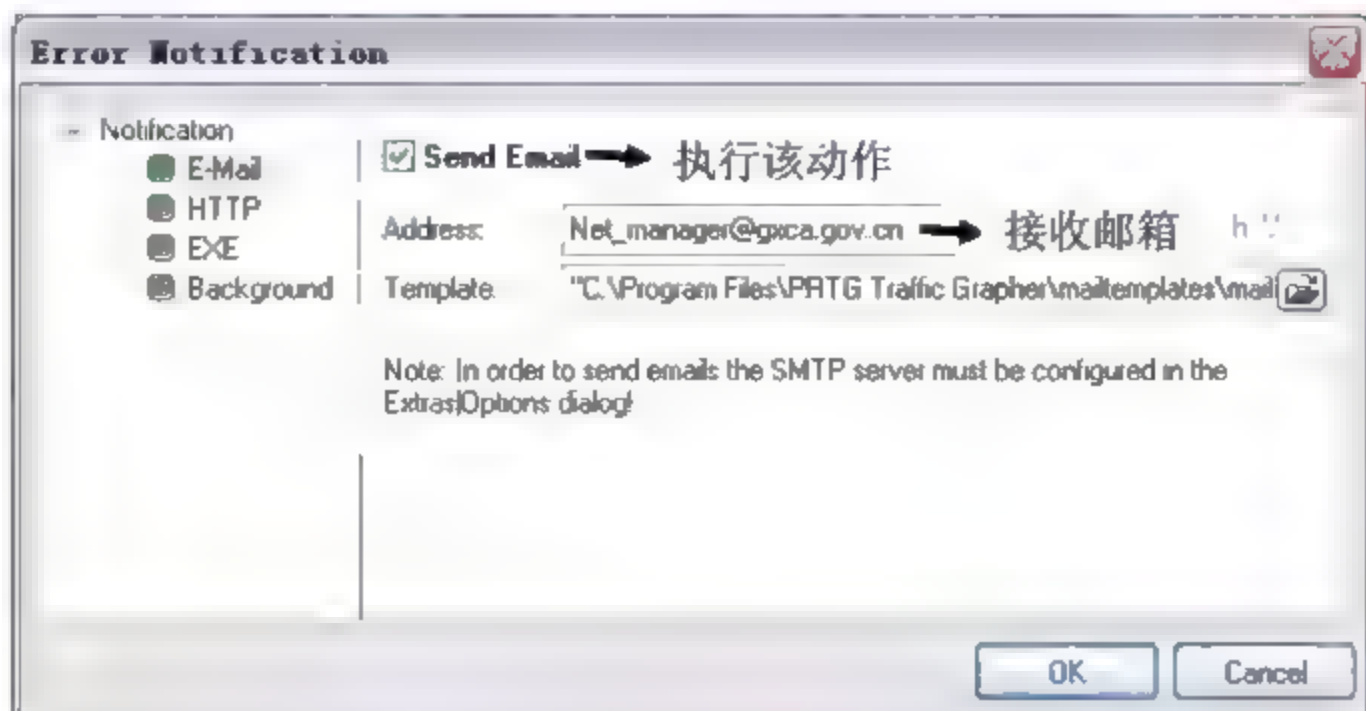 Error Notification
Notification
E-Mail
HTTP
EXE
Background
Send Email 执行该动作
Address: Net_manager@gxca.gov.cn 接收邮箱
Template: "C:\Program Files\PRTG Traffic Grapher\mailtemplates\mail
Note: In order to send emails the SMTP server must be configured in the
Extras|Options dialog!
OK Cancel